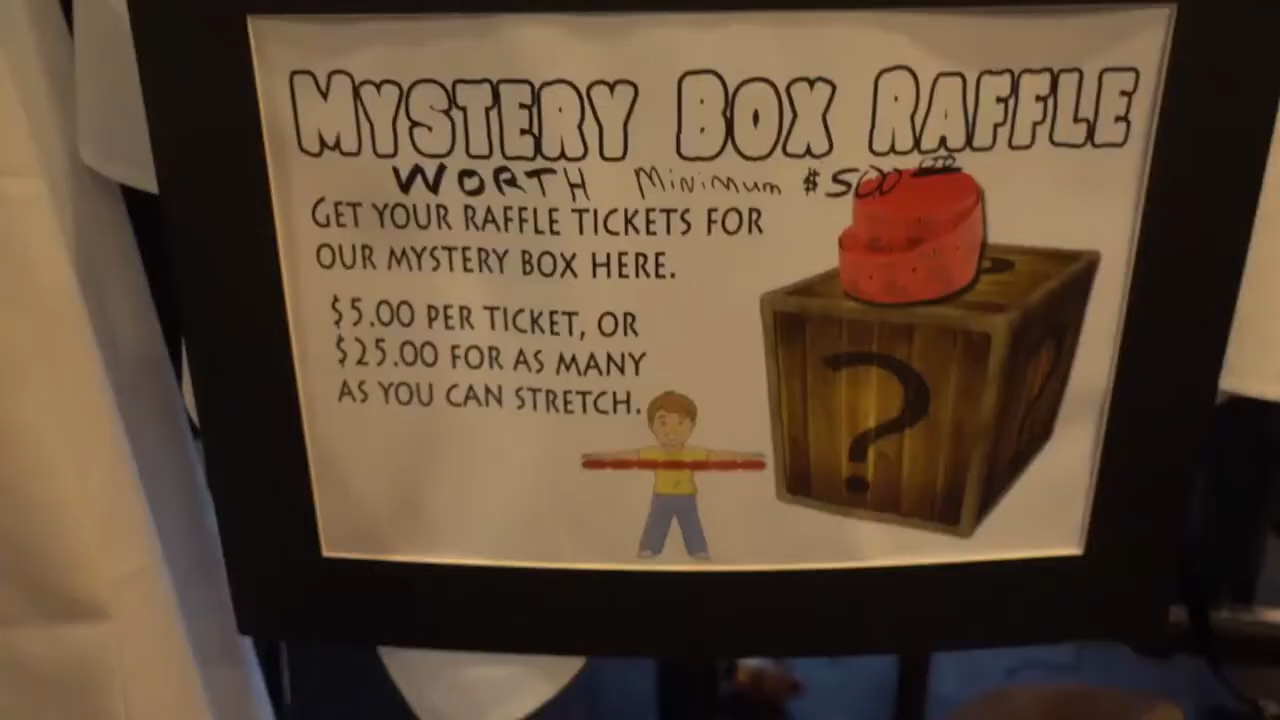 MYSTERY BOX RAFFLE
WORTH MiNiMum $500 00
GET YOUR RAFFLE TICKETS FOR
OUR MYSTERY BOX HERE.
$5.00 PER TICKET, OR
$25.00 FOR AS MANY
AS YOU CAN STRETCH.
?